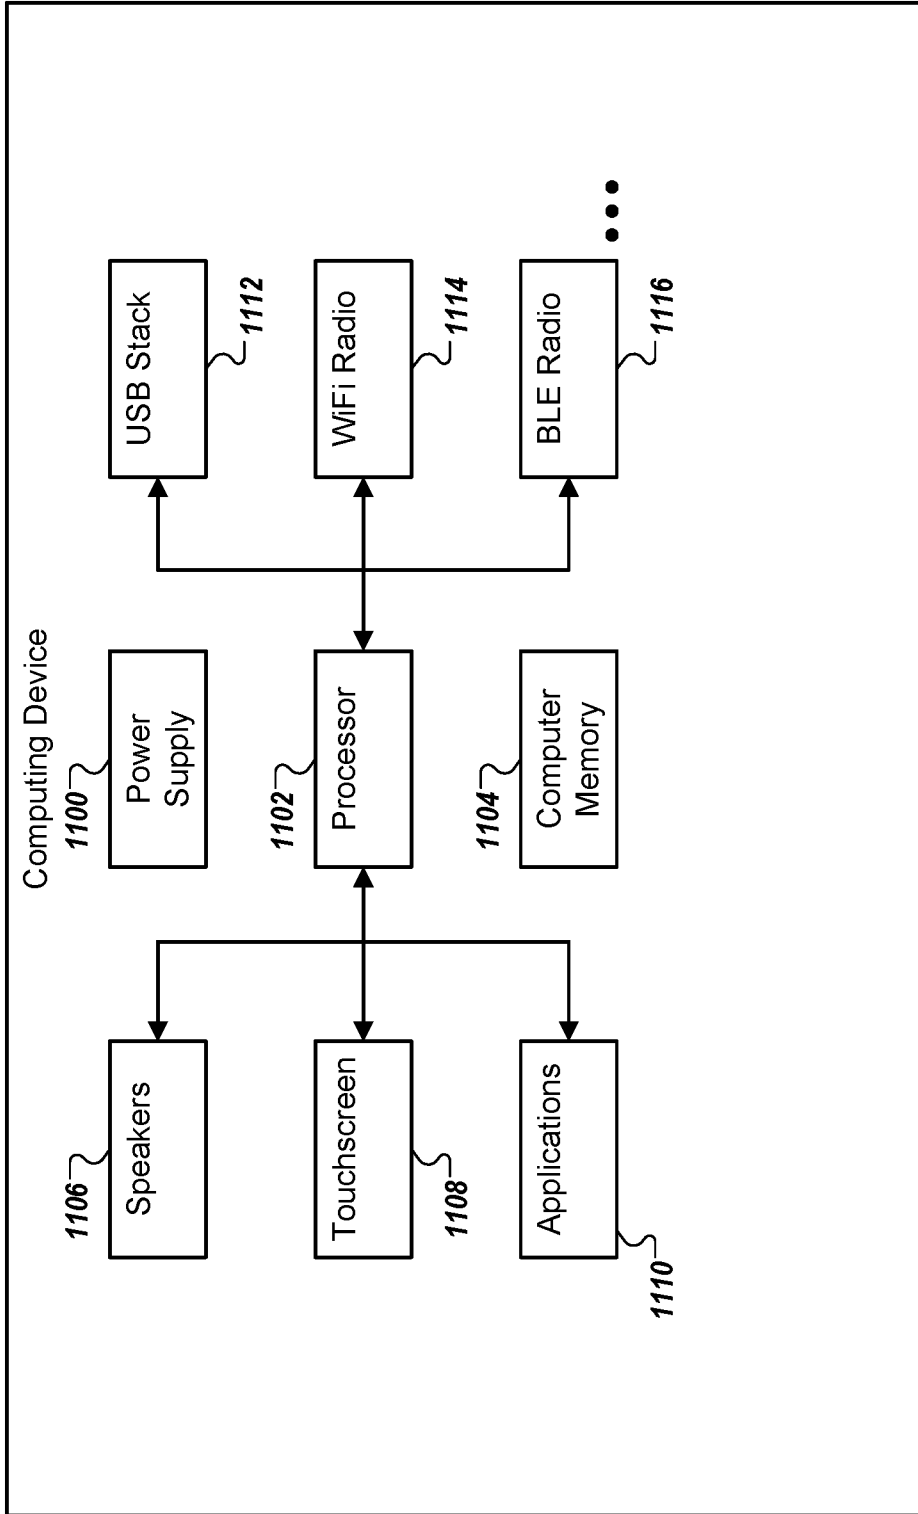 Computing Device
1106
Speakers
1100
Power
Supply
USB Stack
1112
Touchscreen
1108
1102
Processor
WiFi Radio
1114
Applications
1110
1104
Computer
Memory
BLE Radio
1116